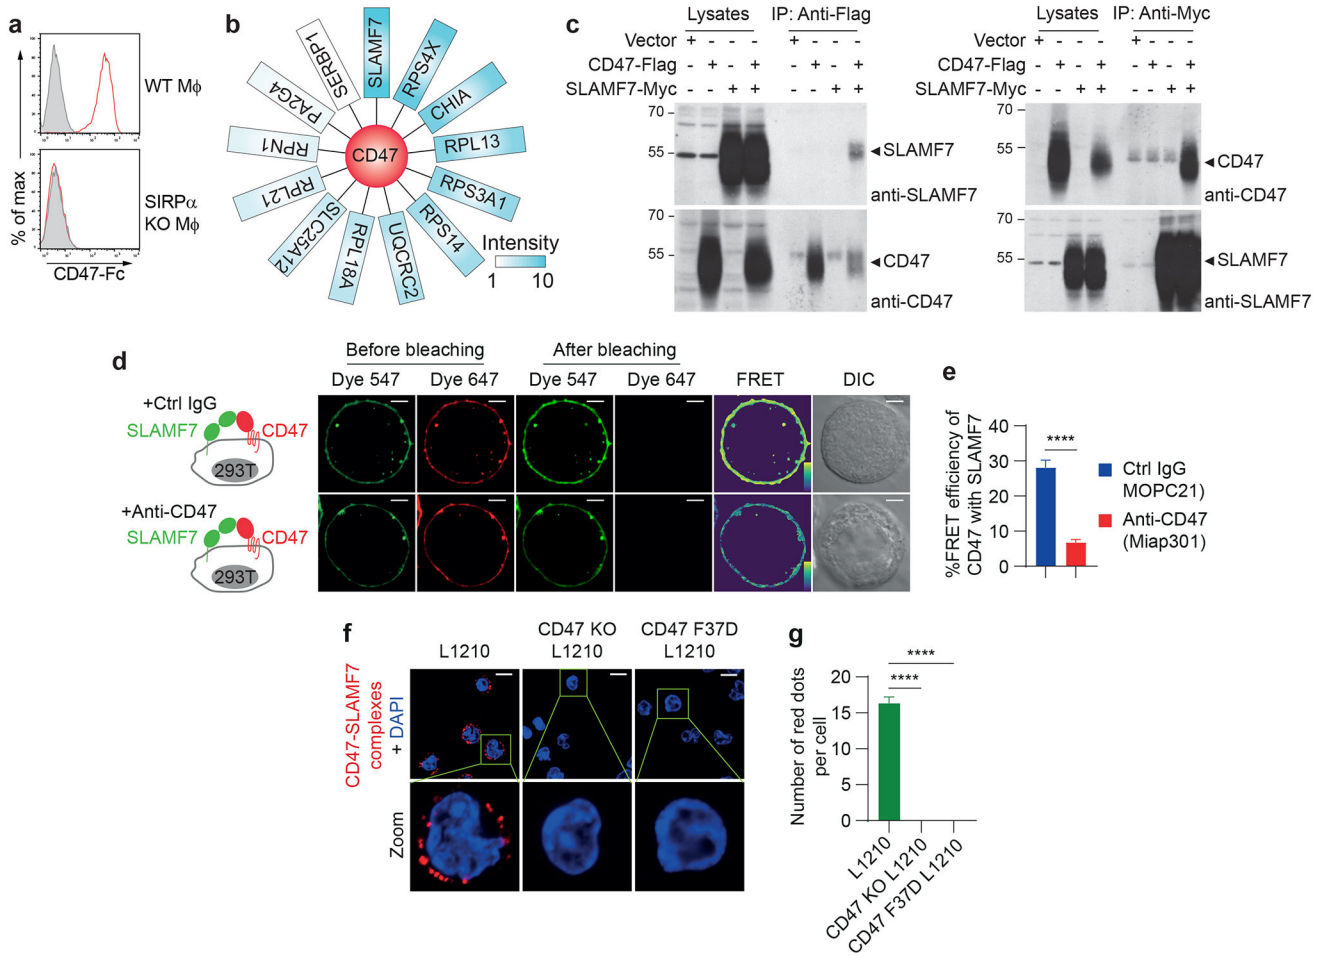 a
WT Mϕ
SIRPα
KO Mϕ
% of max
CD47-Fc
b
SLAMF7
RPS4X
CHIA
RPL13
RPS3A1
RPS14
UQCRC2
RPL18A
SLC25A12
RPL21
RPN1
PA2G4
SERBP1
CD47
Intensity
1 10
c
Lysates IP: Anti-Flag
Vector + - - - + - - -
CD47-Flag - + - + - + - +
SLAMF7-Myc - - + + - - + +
70
55
SLAMF7
anti-SLAMF7
70
55
CD47
anti-CD47
Lysates IP: Anti-Myc
Vector + - - - + - - -
CD47-Flag - + - + - + - +
SLAMF7-Myc - - + + - - + +
70
55
CD47
anti-CD47
70
55
SLAMF7
anti-SLAMF7
d
Before bleaching After bleaching
Dye 547 Dye 647 Dye 547 Dye 647 FRET DIC
+Ctrl IgG
SLAMF7 CD47
293T
+Anti-CD47
SLAMF7 CD47
293T
e
%FRET efficiency of
CD47 with SLAMF7
40
30
20
10
0
****
Ctrl IgG
MOPC21)
Anti-CD47
(Miap301)
f
L1210
CD47 KO
L1210
CD47 F37D
L1210
CD47-SLAMF7
complexes
+ DAPI
Zoom
g
Number of red dots
per cell
20
15
10
5
0
****
****
L1210
CD47 KO L1210
CD47 F37D L1210